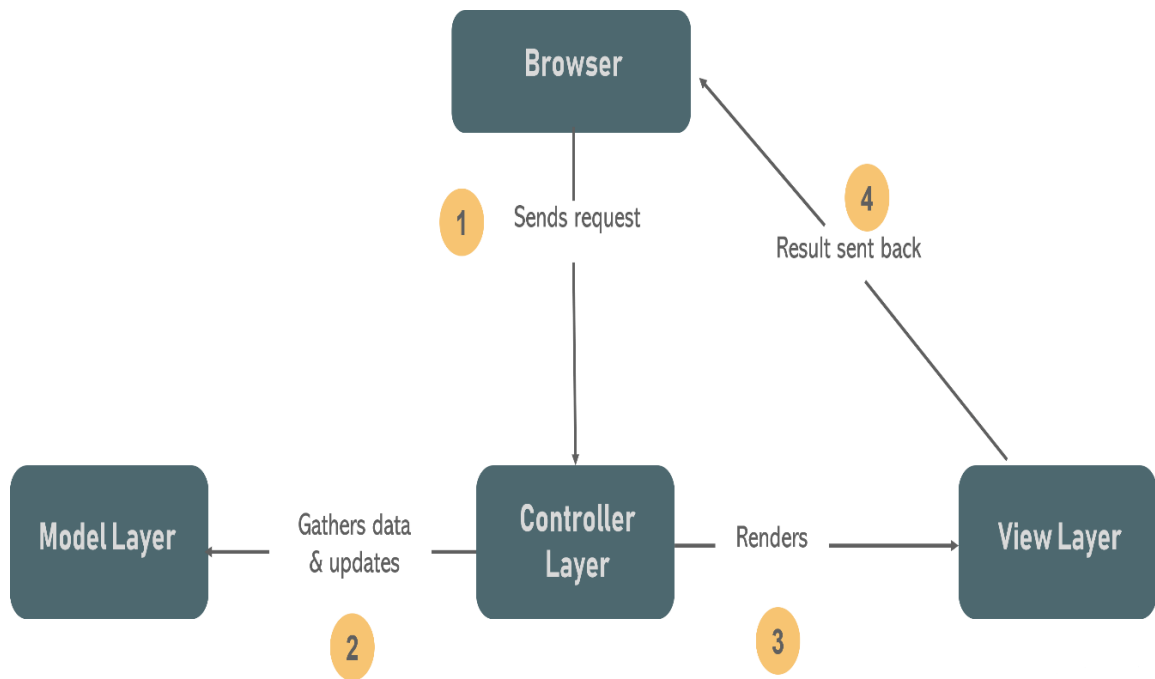 Browser
1
Sends request
4
Result sent back
Model Layer
Gathers data
& updates
2
Controller
Layer
Renders
3
View Layer